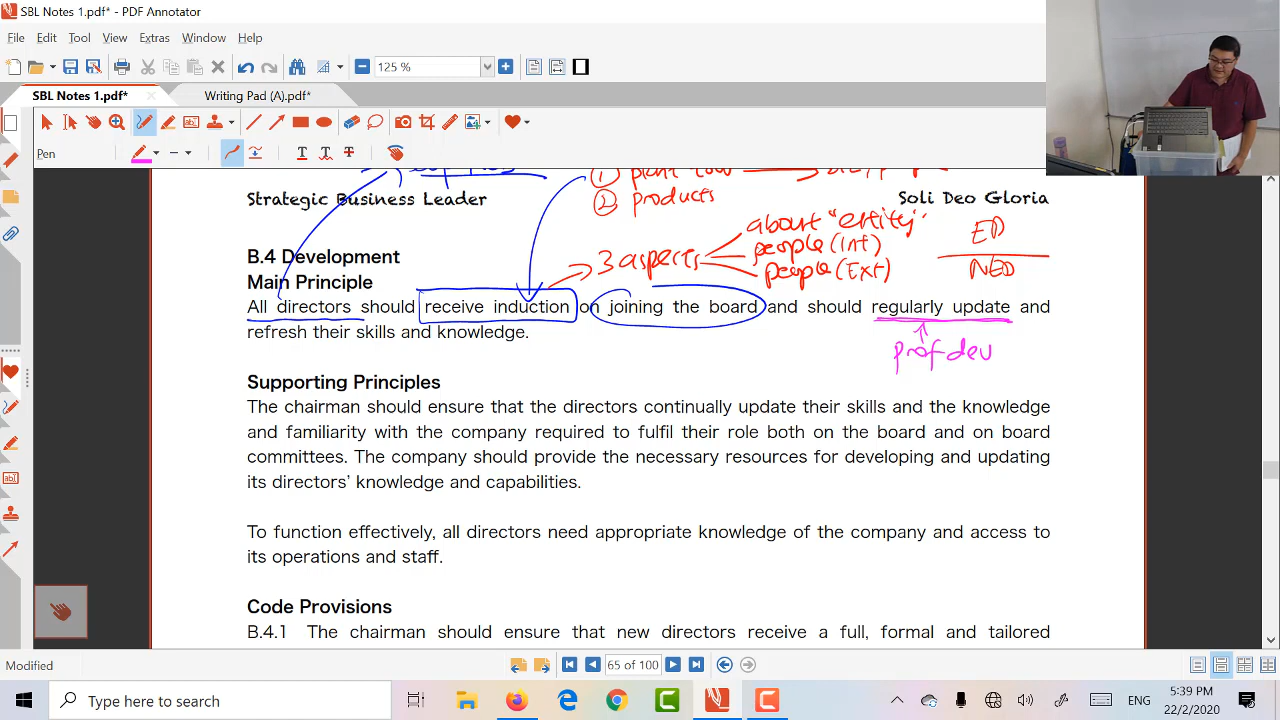 SBL Notes 1.pdf* - PDF Annotator
File Edit Tool View Extras Window Help
125 %
SBL Notes 1.pdf* Writing Pad (A).pdf*
Pen
① plant tour
Strategic Business Leader Soli Deo Gloria
② products
about "entity"
ED
B.4 Development
3 aspects people (Int)
NED
Main Principle
people (Ext)
All directors should receive induction on joining the board and should regularly update and
refresh their skills and knowledge.
prof dev
Supporting Principles
The chairman should ensure that the directors continually update their skills and the knowledge
and familiarity with the company required to fulfil their role both on the board and on board
committees. The company should provide the necessary resources for developing and updating
its directors' knowledge and capabilities.
To function effectively, all directors need appropriate knowledge of the company and access to
its operations and staff.
Code Provisions
B.4.1 The chairman should ensure that new directors receive a full, formal and tailored
Modified 65 of 100
Type here to search
ENG
5:39 PM
22/2/2020